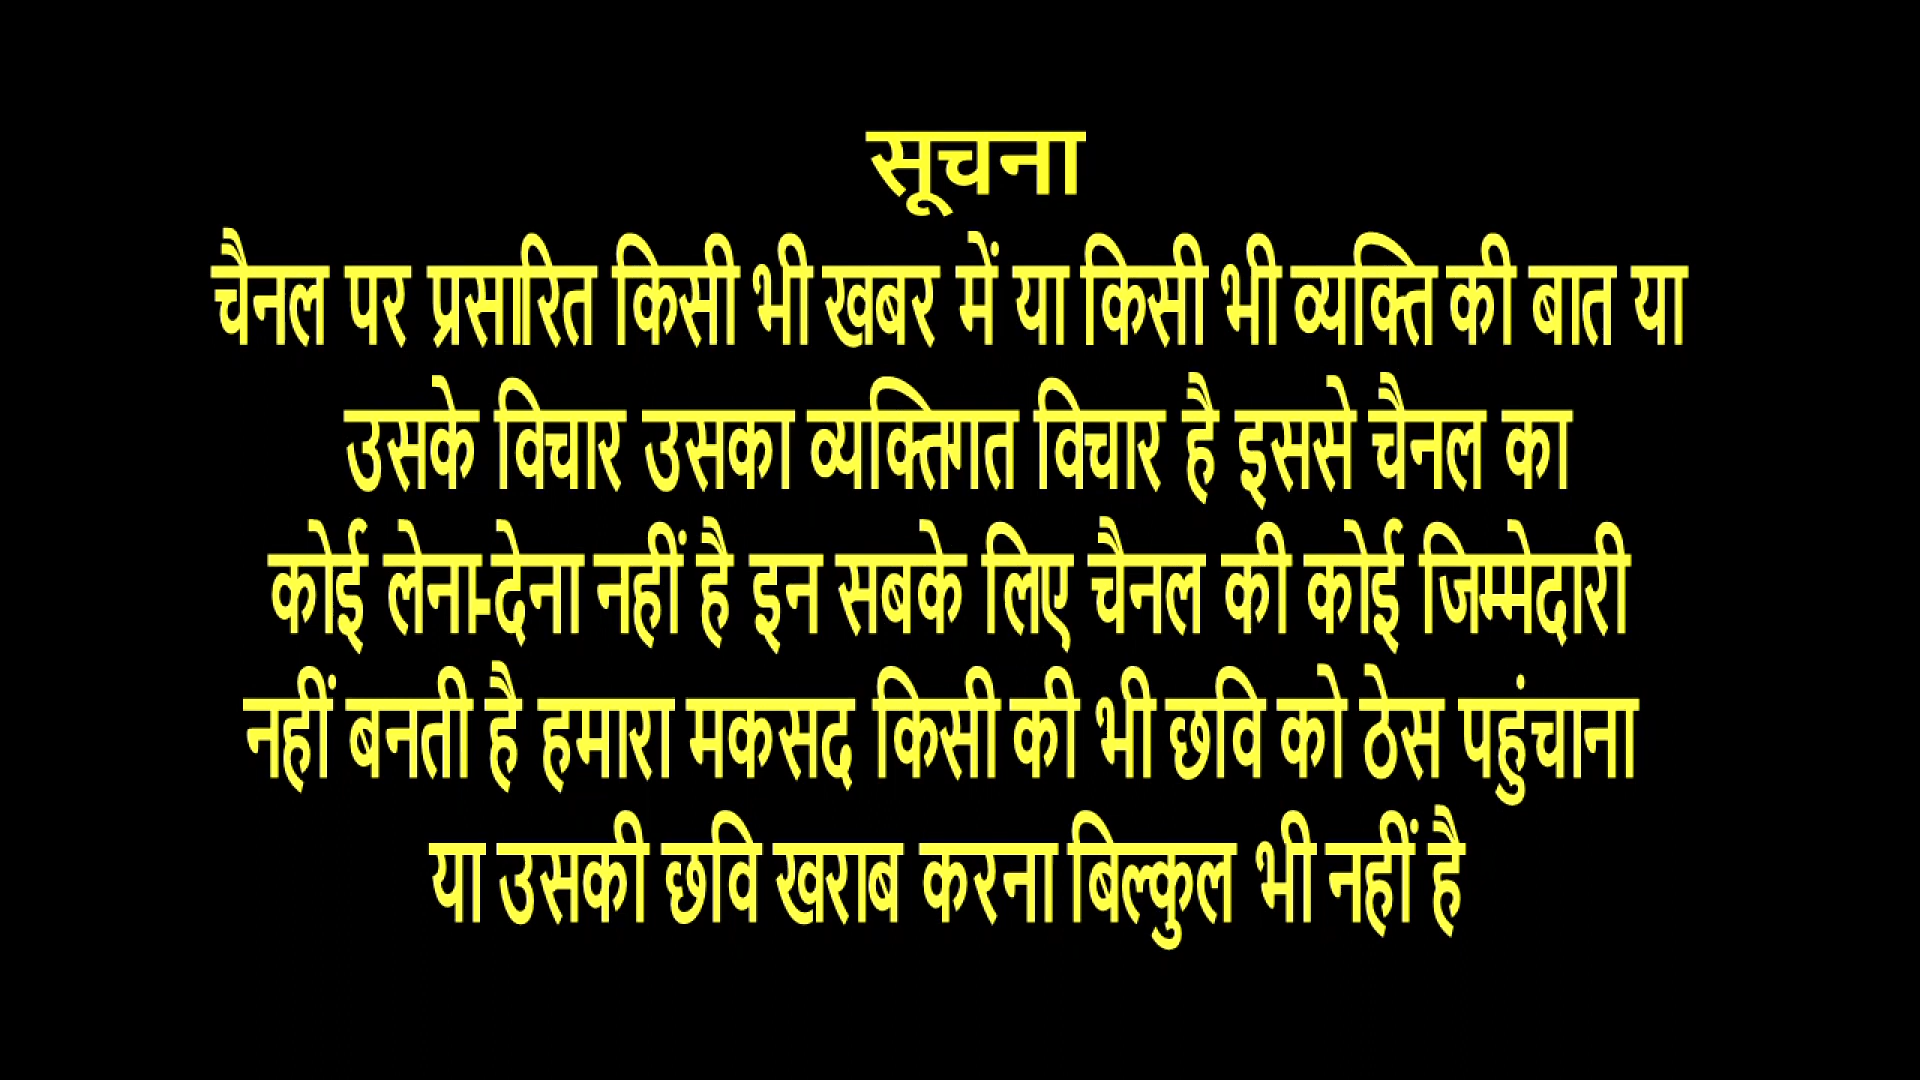 सूचना
चैनल पर प्रसारित किसी भी खबर में या किसी भी व्यक्ति की बात या
उसके विचार उसका व्यक्तिगत विचार है इससे चैनल का
कोई लेना-देना नहीं है इन सबके लिए चैनल की कोई जिम्मेदारी
नहीं बनती है हमारा मकसद किसी की भी छवि को ठेस पहुंचाना
या उसकी छवि खराब करना बिल्कुल भी नहीं है